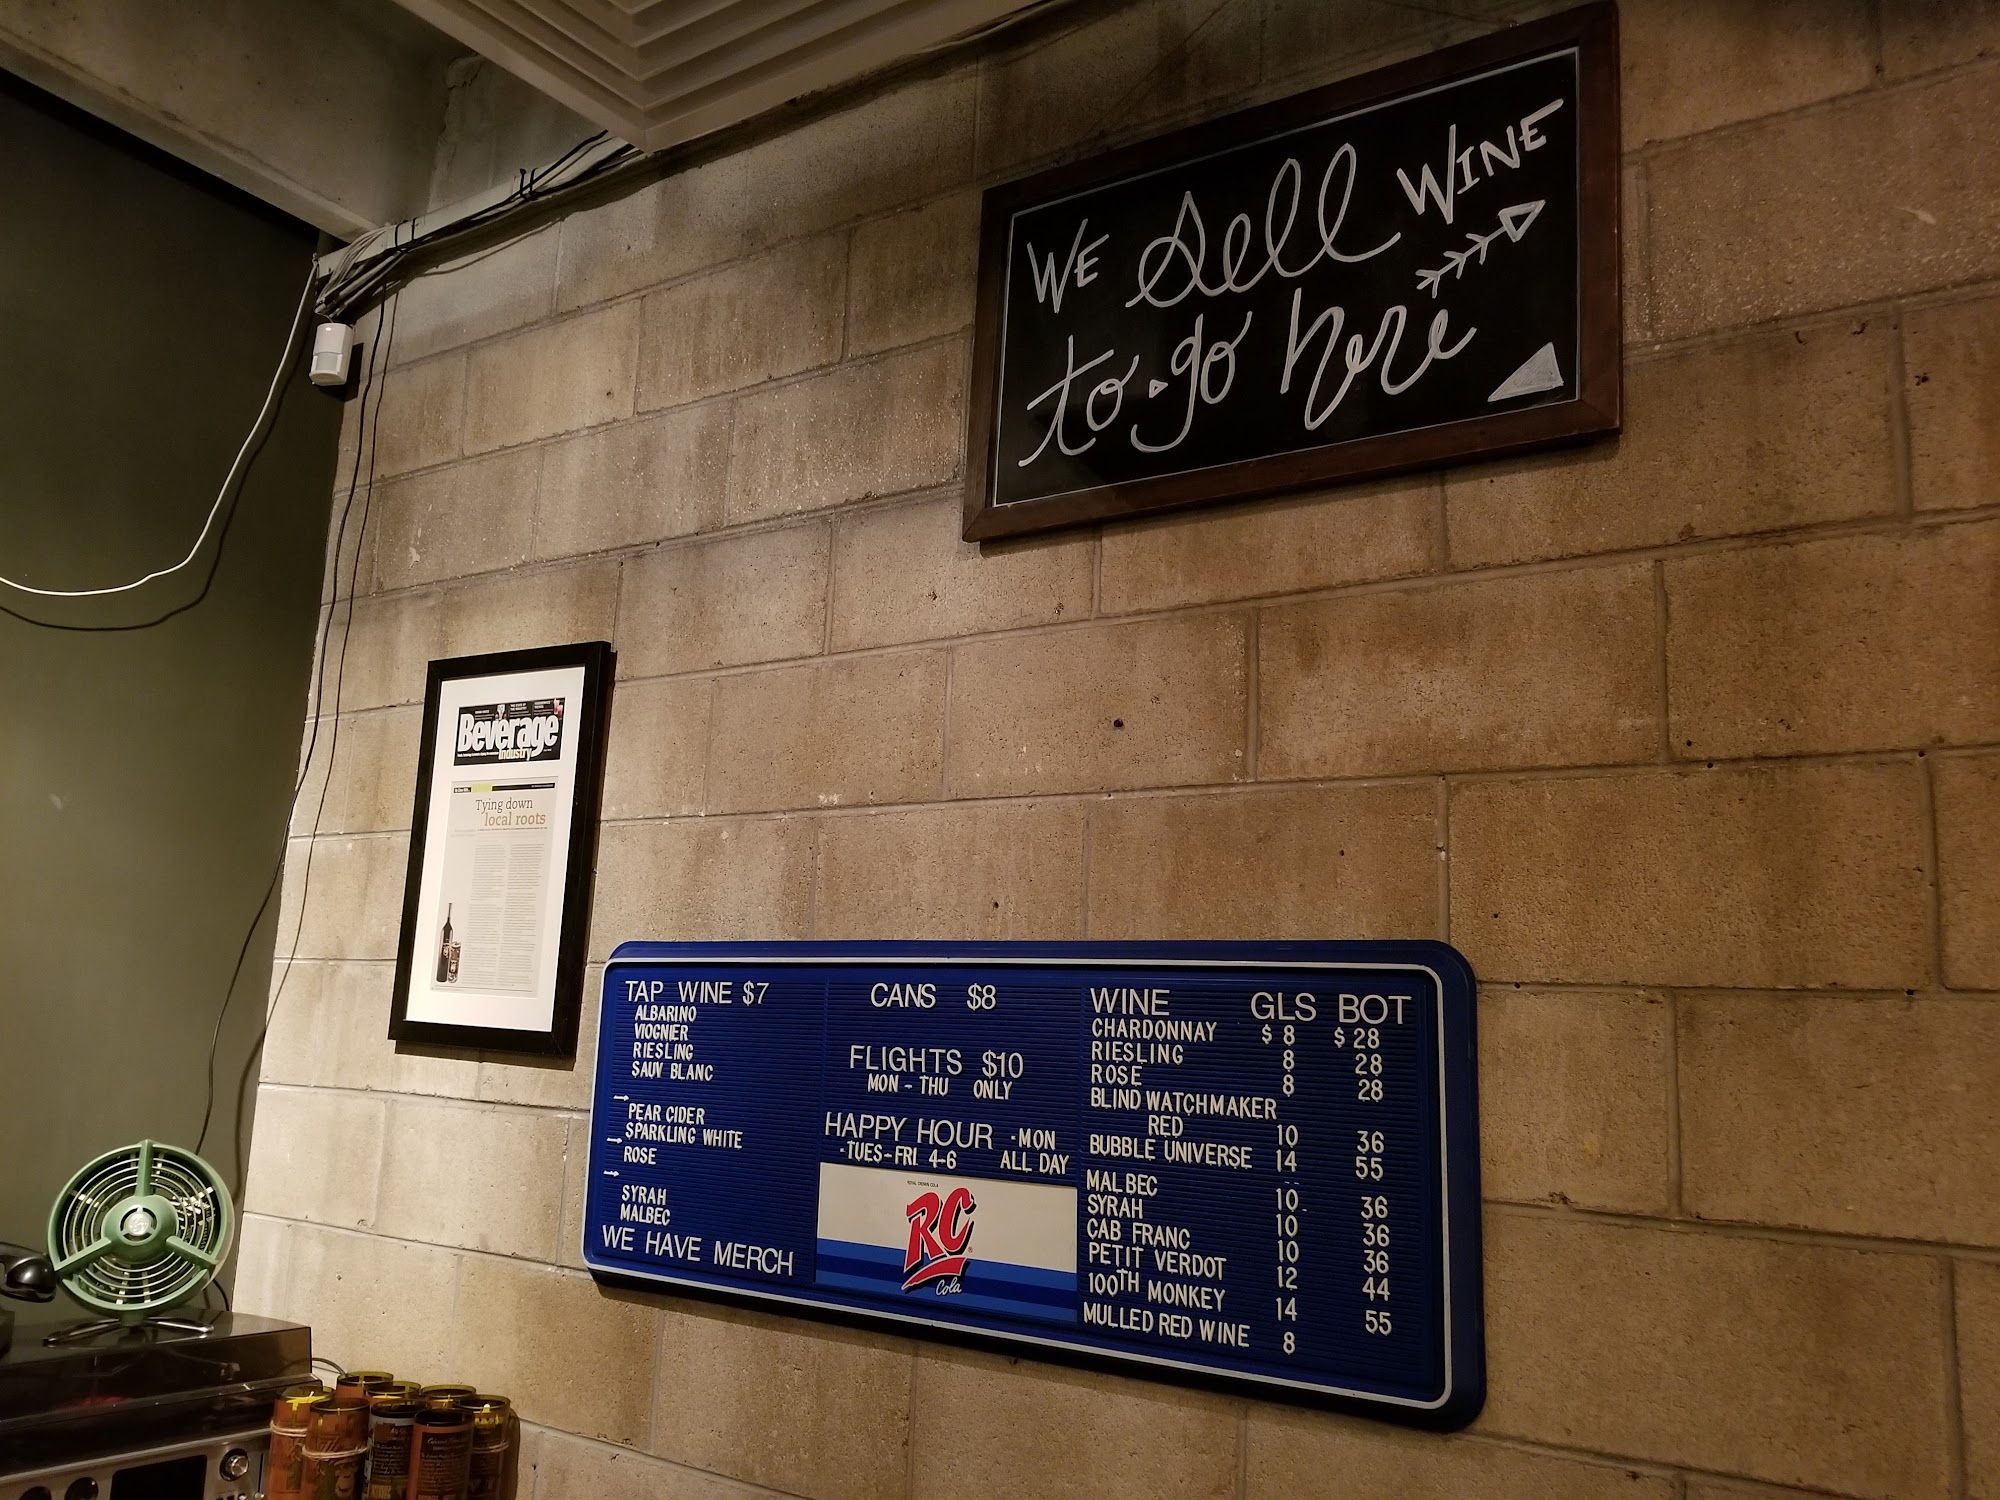 WE Sell WINE
to-go here
Beverage
Industry
Tying down
local roots
TAP WINE $7
ALBARINO
VIOGNIER
RIESLING
SAUV BLANC
PEAR CIDER
SPARKLING WHITE
ROSE
SYRAH
MALBEC
WE HAVE MERCH
CANS $8
FLIGHTS $10
MON - THU ONLY
HAPPY HOUR -MON
-TUES-FRI 4-6 ALL DAY
ROYAL CROWN COLA
RC
Cola
WINE GLS BOT
CHARDONNAY $8 $28
RIESLING 8 28
ROSE 8 28
BLIND WATCHMAKER
RED 10 36
BUBBLE UNIVERSE 14 55
MALBEC 10 36
SYRAH 10 36
CAB FRANC 10 36
PETIT VERDOT 12 44
100TH MONKEY 14 55
MULLED RED WINE 8